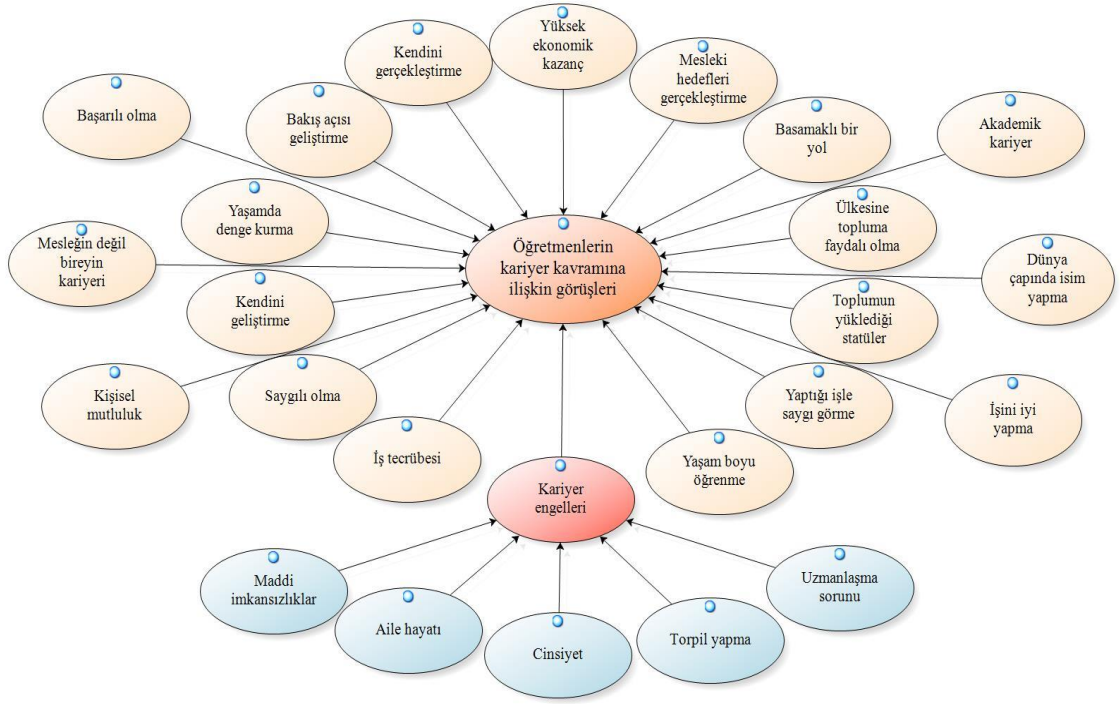 Yüksek
ekonomik
kazanç
Kendini
gerçekleştirme
Mesleki
hedefleri
gerçekleştirme
Başarılı olma
Bakış açısı
geliştirme
Basamaklı bir
yol
Akademik
kariyer
Yaşamda
denge kurma
Ülkesine
topluma
faydalı olma
Mesleğin değil
bireyin
kariyeri
Öğretmenlerin
kariyer kavramına
ilişkin görüşleri
Dünya
çapında isim
yapma
Kendini
geliştirme
Toplumun
yüklediği
statüler
Kişisel
mutluluk
Saygılı olma
Yaptığı işle
saygı görme
İşini iyi
yapma
İş tecrübesi
Yaşam boyu
öğrenme
Kariyer
engelleri
Maddi
imkansızlıklar
Aile hayatı
Cinsiyet
Torpil yapma
Uzmanlaşma
sorunu